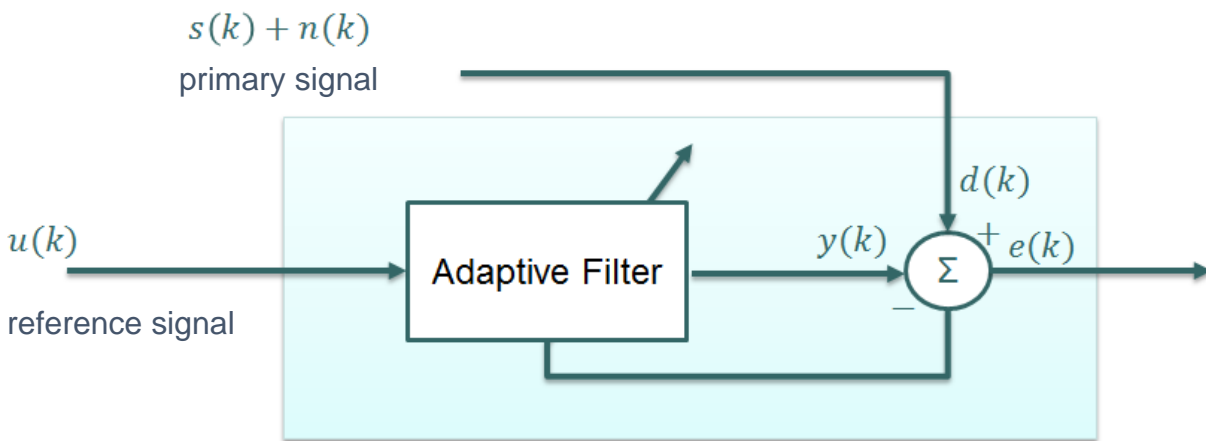 s(k) + n(k)
primary signal
d(k)
u(k)
y(k)
+
e(k)
Adaptive Filter
Σ
−
reference signal